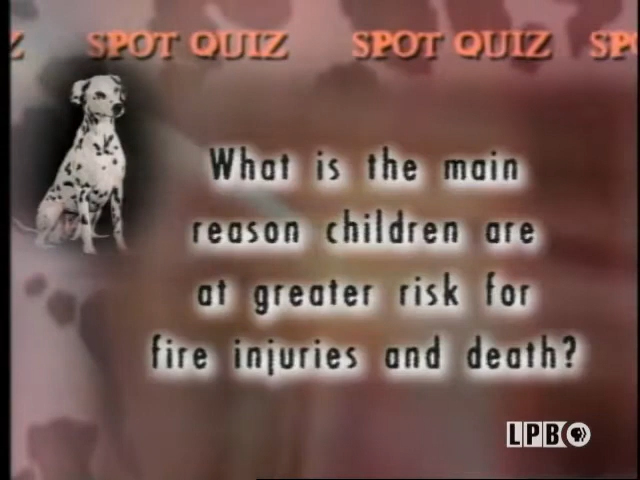 Z SPOT QUIZ SPOT QUIZ SP
What is the main
reason children are
at greater risk for
fire injuries and death?
LPB